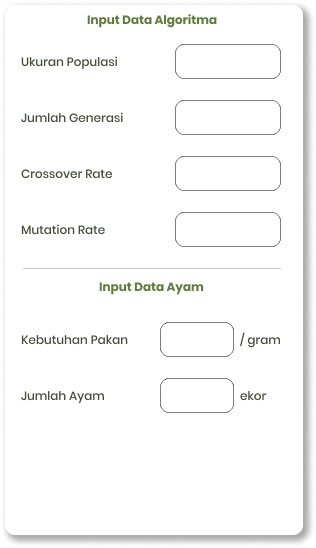 Input Data Algoritma
Ukuran Populasi
Jumlah Generasi
Crossover Rate
Mutation Rate
Input Data Ayam
Kebutuhan Pakan / gram
Jumlah Ayam ekor